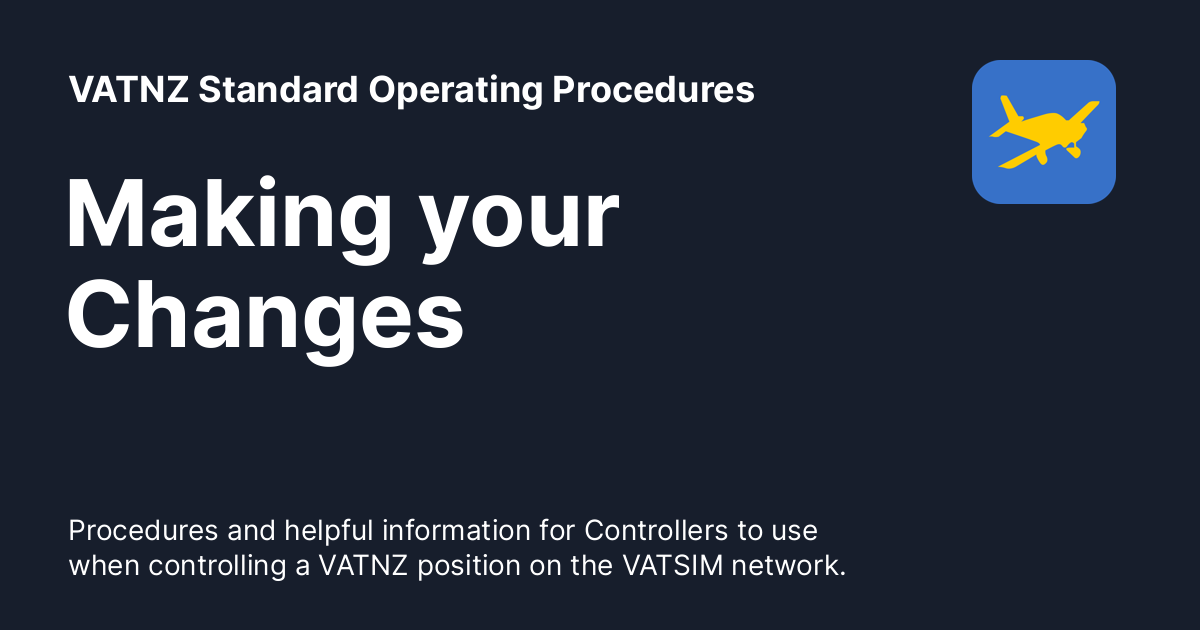 VATNZ Standard Operating Procedures
Making your
Changes
Procedures and helpful information for Controllers to use
when controlling a VATNZ position on the VATSIM network.